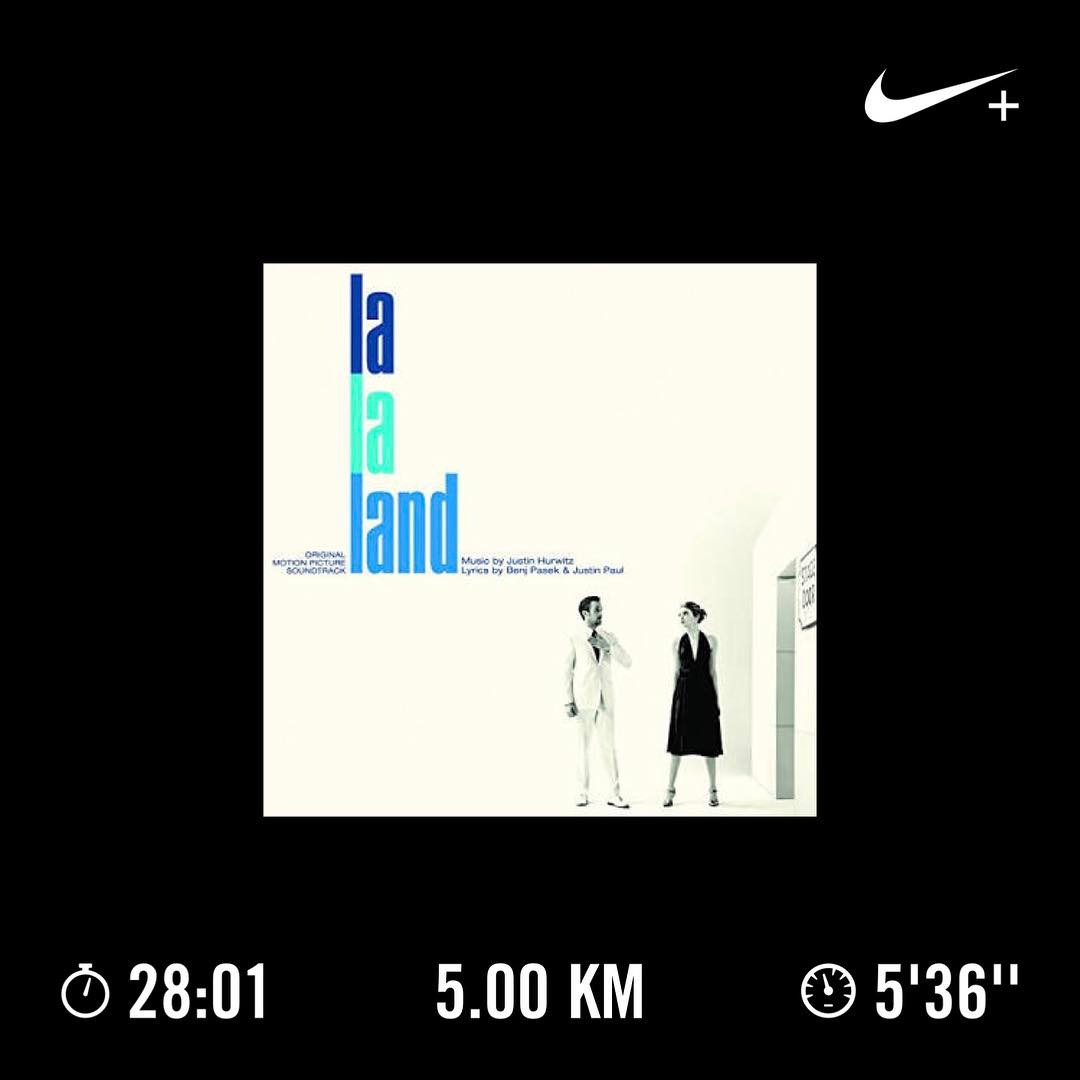 +
la
la
land
ORIGINAL
MOTION PICTURE
SOUNDTRACK
Music by Justin Hurwitz
Lyrics by Benj Pasek & Justin Paul
STAGE
DOOR
28:01 5.00 KM 5'36''